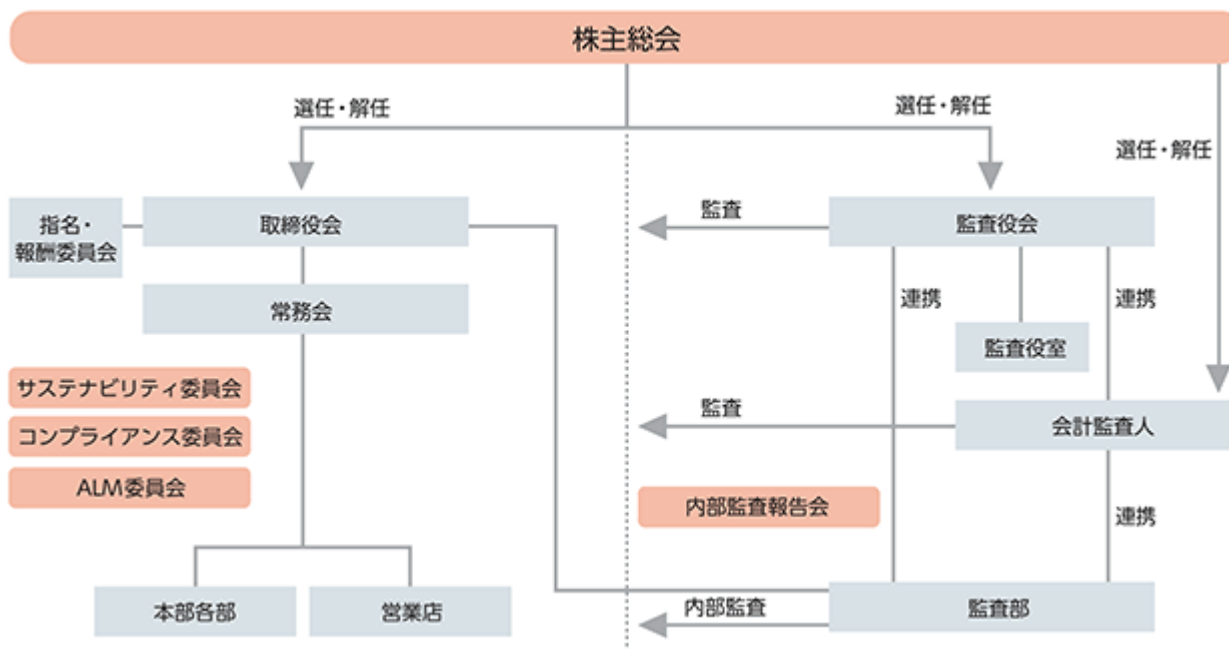 株主総会
選任・解任
選任・解任
選任・解任
指名・
報酬委員会
取締役会
監査
監査役会
常務会
連携
連携
監査役室
サステナビリティ委員会
コンプライアンス委員会
ALM委員会
監査
会計監査人
内部監査報告会
連携
本部各部
営業店
内部監査
監査部